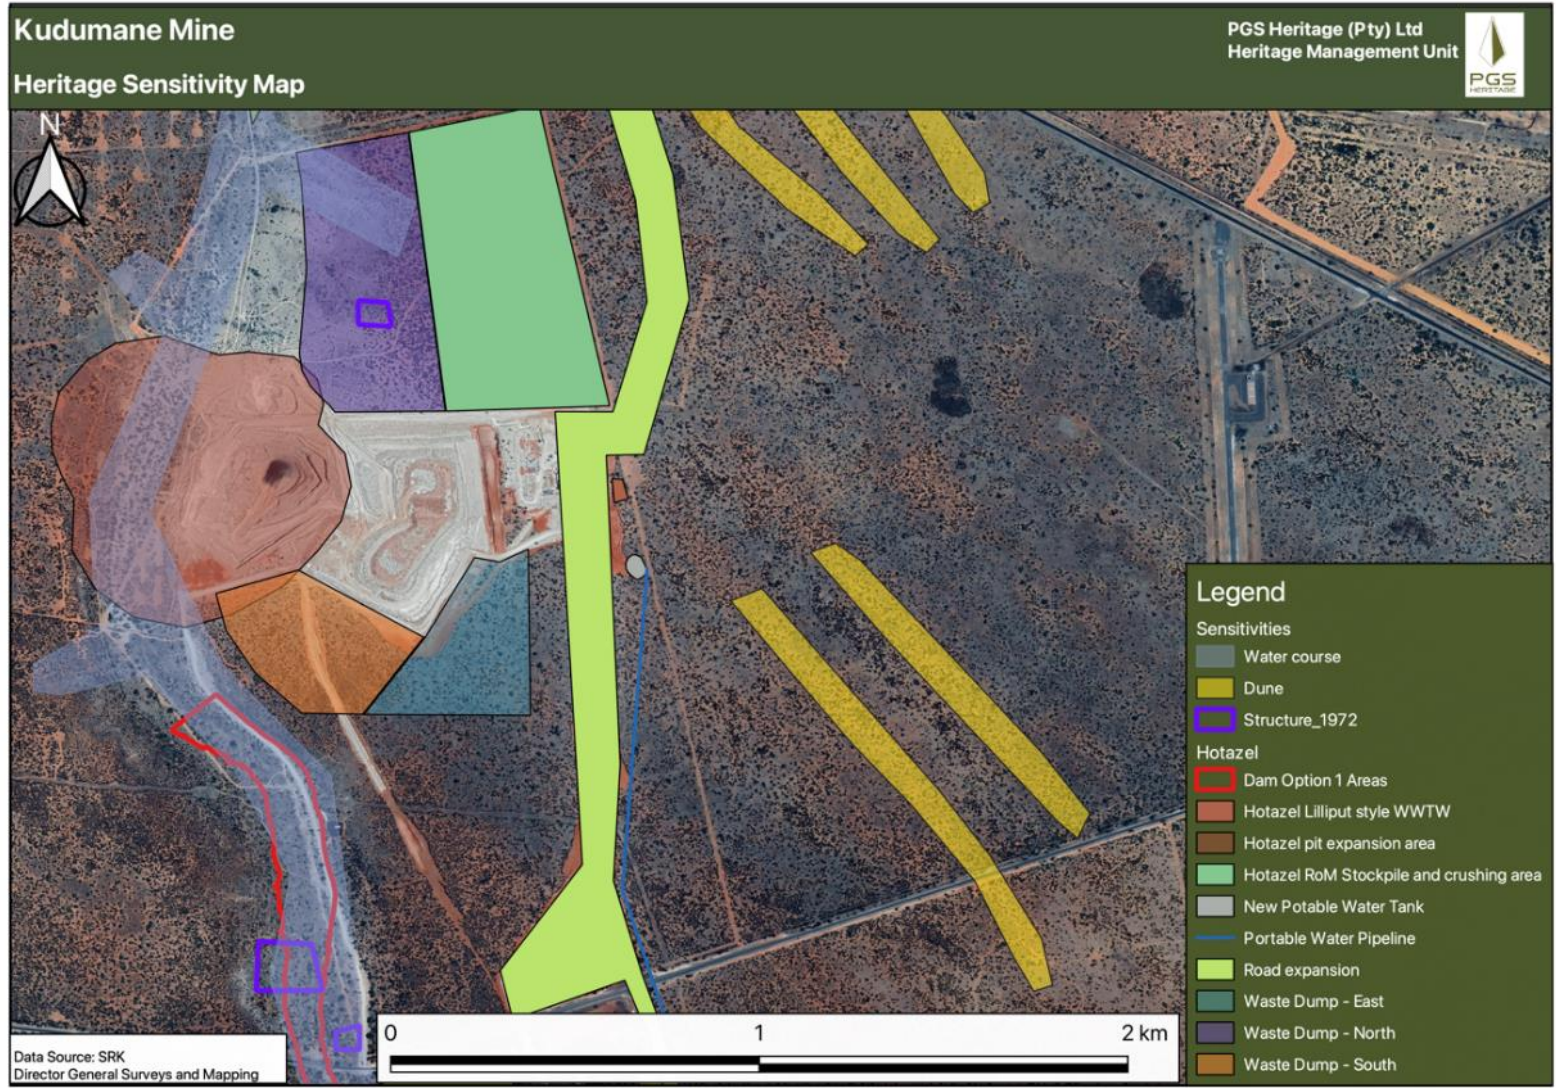 Kudumane Mine
Heritage Sensitivity Map
PGS Heritage (Pty) Ltd
Heritage Management Unit
PGS
HERITAGE
N
Legend
Sensitivities
Water course
Dune
Structure_1972
Hotazel
Dam Option 1 Areas
Hotazel Lilliput style WWTW
Hotazel pit expansion area
Hotazel RoM Stockpile and crushing area
New Potable Water Tank
Portable Water Pipeline
Road expansion
Waste Dump - East
Waste Dump - North
Waste Dump - South
0 1 2 km
Data Source: SRK
Director General Surveys and Mapping